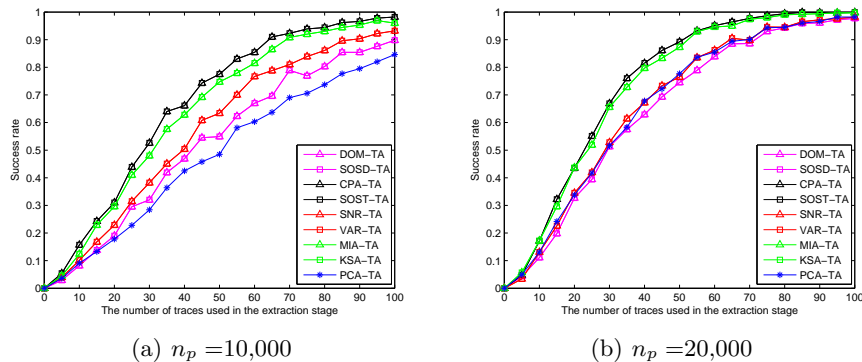 1
0.9
0.8
0.7
0.6
0.5
0.4
0.3
0.2
0.1
0
Success rate
0 10 20 30 40 50 60 70 80 90 100
The number of traces used in the extraction stage
DOM−TA
SOSD−TA
CPA−TA
SOST−TA
SNR−TA
VAR−TA
MIA−TA
KSA−TA
PCA−TA
(a) n_p =10,000
1
0.9
0.8
0.7
0.6
0.5
0.4
0.3
0.2
0.1
0
Success rate
0 10 20 30 40 50 60 70 80 90 100
The number of traces used in the extraction stage
DOM−TA
SOSD−TA
CPA−TA
SOST−TA
SNR−TA
VAR−TA
MIA−TA
KSA−TA
PCA−TA
(b) n_p =20,000